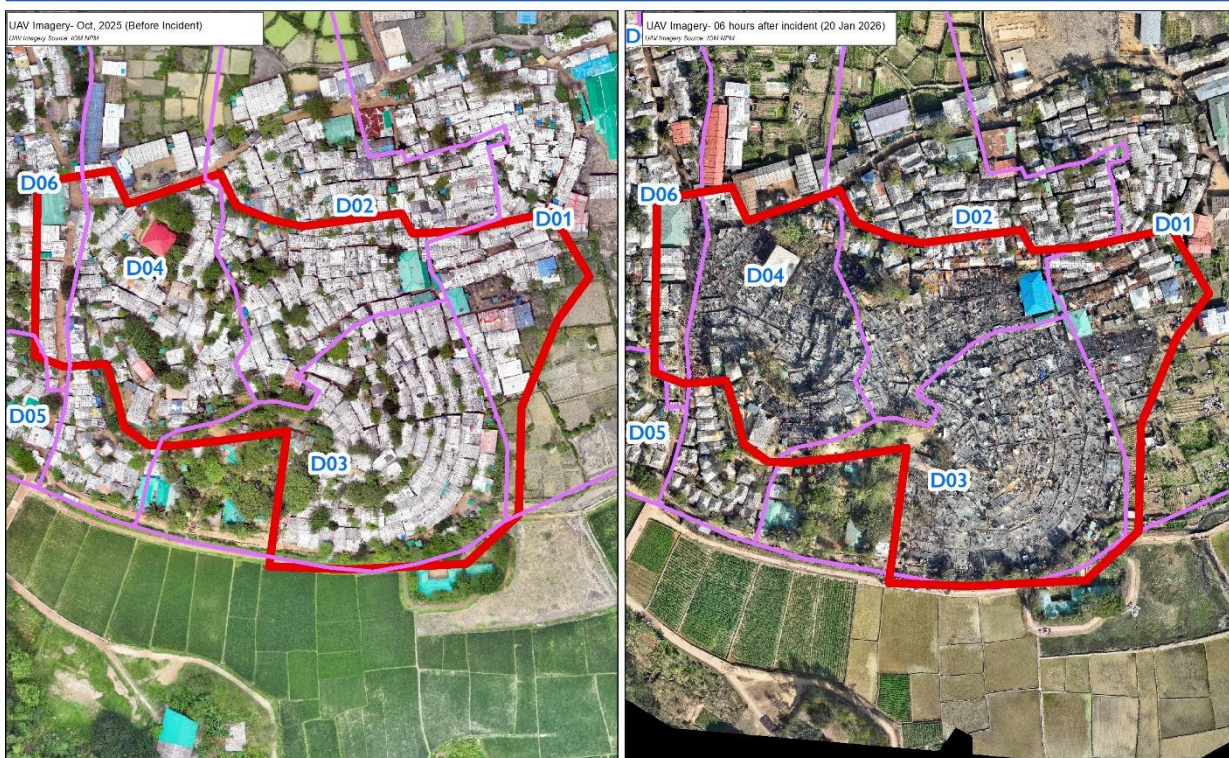 UAV Imagery- Oct, 2025 (Before Incident)
UAV Imagery Source: IOM NPM
D06
D02
D01
D04
D05
D03
UAV Imagery- 06 hours after incident (20 Jan 2026)
UAV Imagery Source: IOM NPM
D
D06
D02
D01
D04
D05
D03